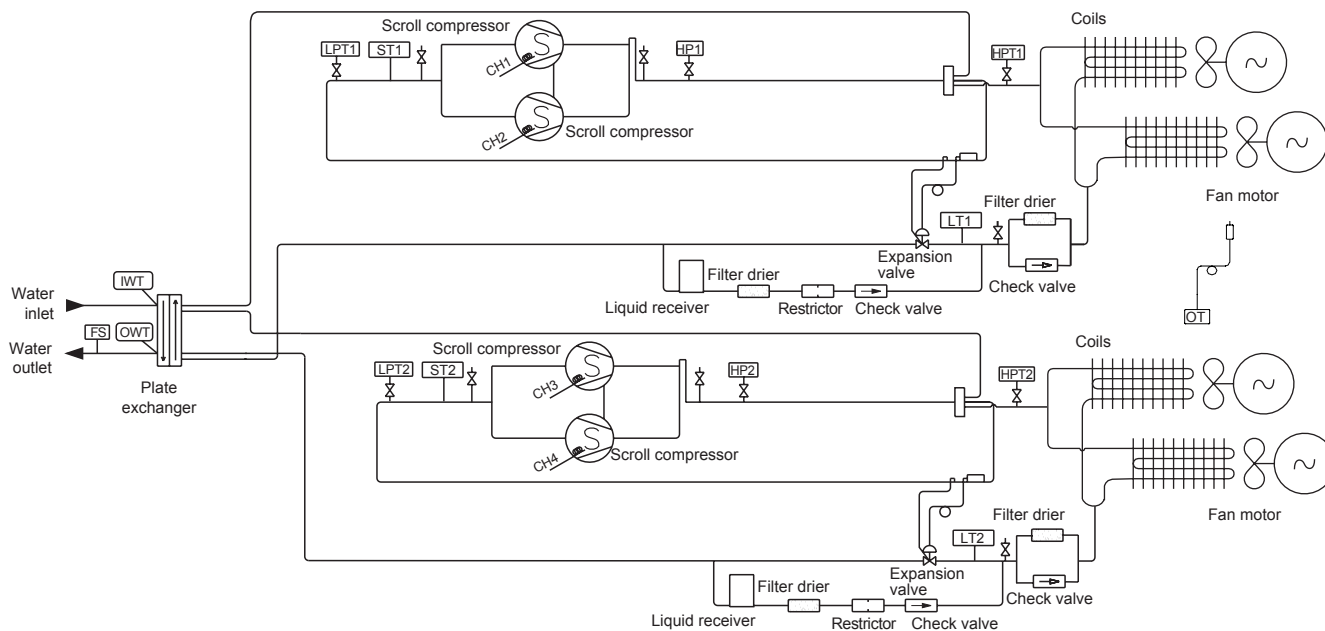 Scroll compressor
Coils
LPT1
ST1
HP1
HPT1
CH1
CH2
Scroll compressor
Fan motor
Filter drier
LT1
Expansion
valve
Check valve
Filter drier
Liquid receiver
Restrictor
Check valve
OT
IWT
Water
inlet
FS
OWT
Water
outlet
Plate
exchanger
Scroll compressor
Coils
LPT2
ST2
HP2
HPT2
CH3
CH4
Scroll compressor
Fan motor
Filter drier
LT2
Expansion
valve
Check valve
Filter drier
Liquid receiver
Restrictor
Check valve